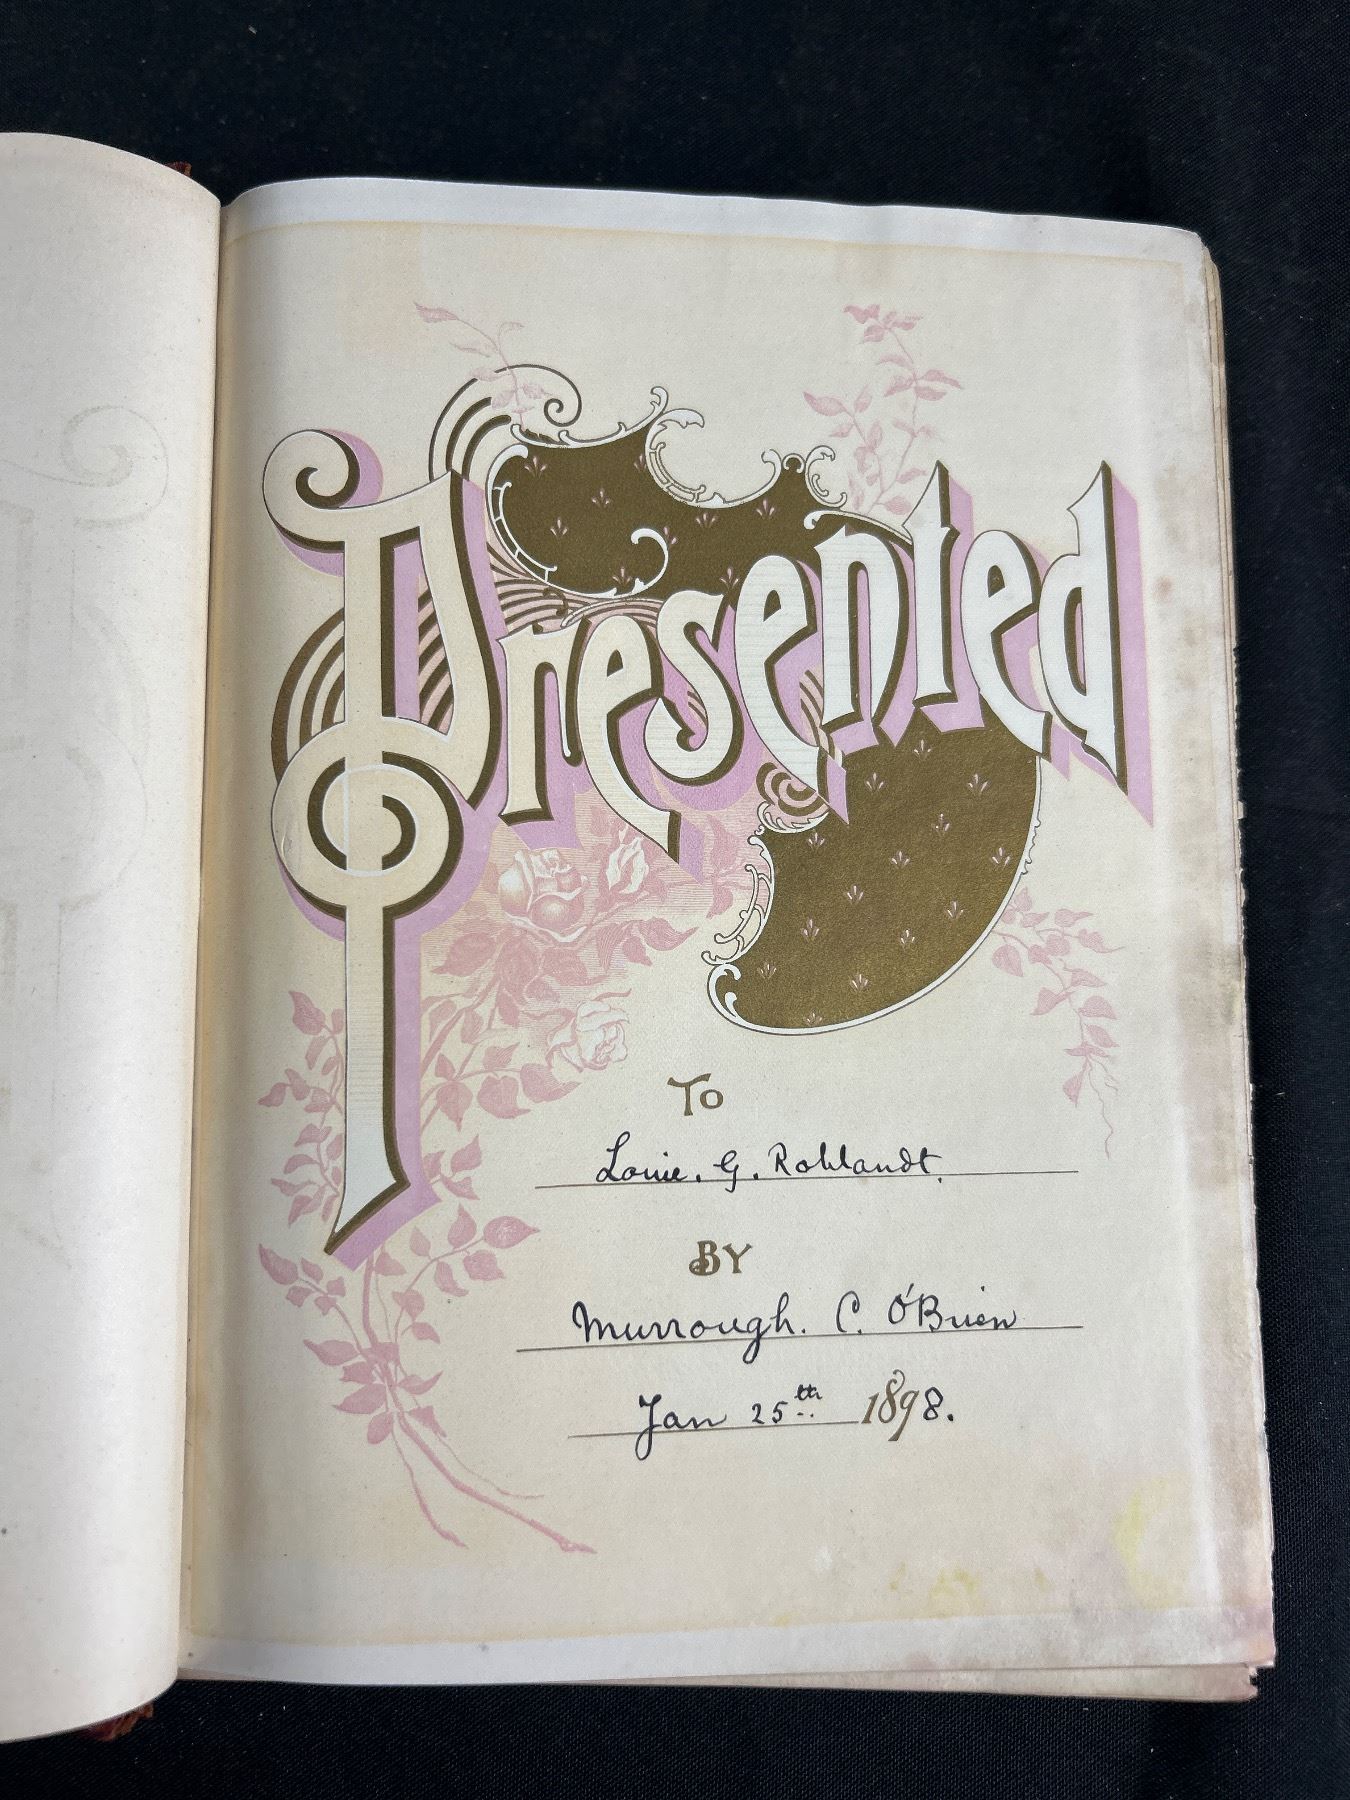 Presented
TO
Louie. G. Rohlandt.
BY
Murrough. C. O'Brien
Jan 25th 1898.